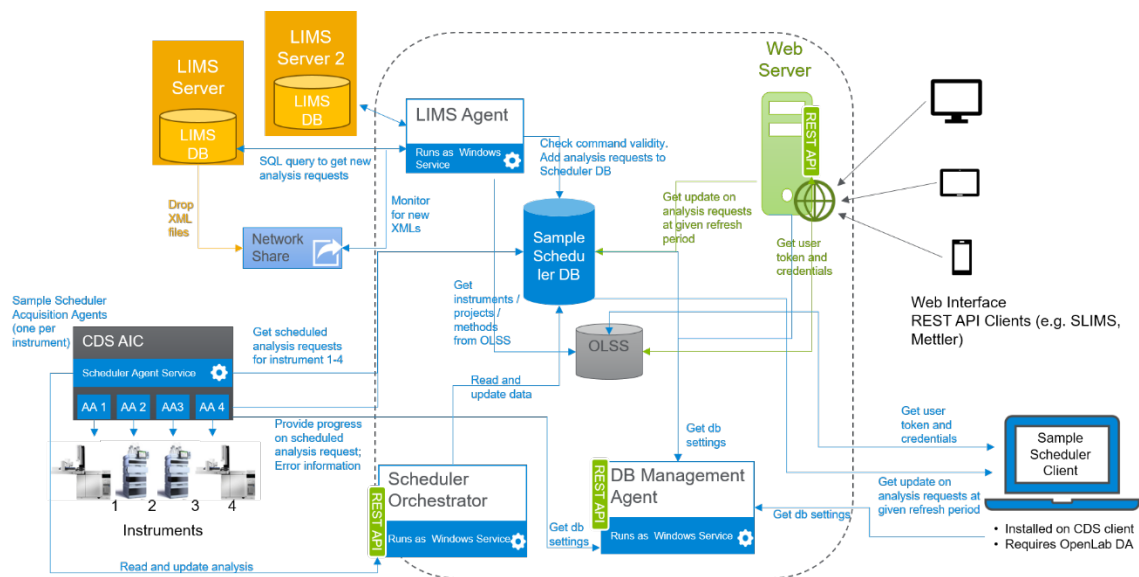 LIMS
Server
LIMS
DB
LIMS
Server 2
LIMS
DB
SQL query to get new
analysis requests
Drop
XML
files
Network
Share
Monitor
for new
XMLs
LIMS Agent
Runs as Windows
Service
Check command validity.
Add analysis requests to
Scheduler DB
Web
Server
REST API
Get update on
analysis requests
at given refresh
period
Get user
token and
credentials
Web Interface
REST API Clients (e.g. SLIMS,
Mettler)
Sample
Schedu
ler DB
Get
instruments /
projects /
methods
from OLSS
OLSS
Sample Scheduler
Acquisition Agents
(one per
instrument)
CDS AIC
Scheduler Agent Service
AA 1
AA 2
AA3
AA 4
Get scheduled
analysis requests
for instrument 1-4
Provide progress
on scheduled
analysis request;
Error information
1
2
3
4
Instruments
Read and update analysis
Read and
update data
Scheduler
Orchestrator
REST API
Runs as Windows Service
Get db
settings
Get db
settings
DB Management
Agent
REST API
Runs as Windows Service
Get db settings
Get user
token and
credentials
Get update on
analysis requests at
given refresh period
Sample
Scheduler
Client
• Installed on CDS client
• Requires OpenLab DA